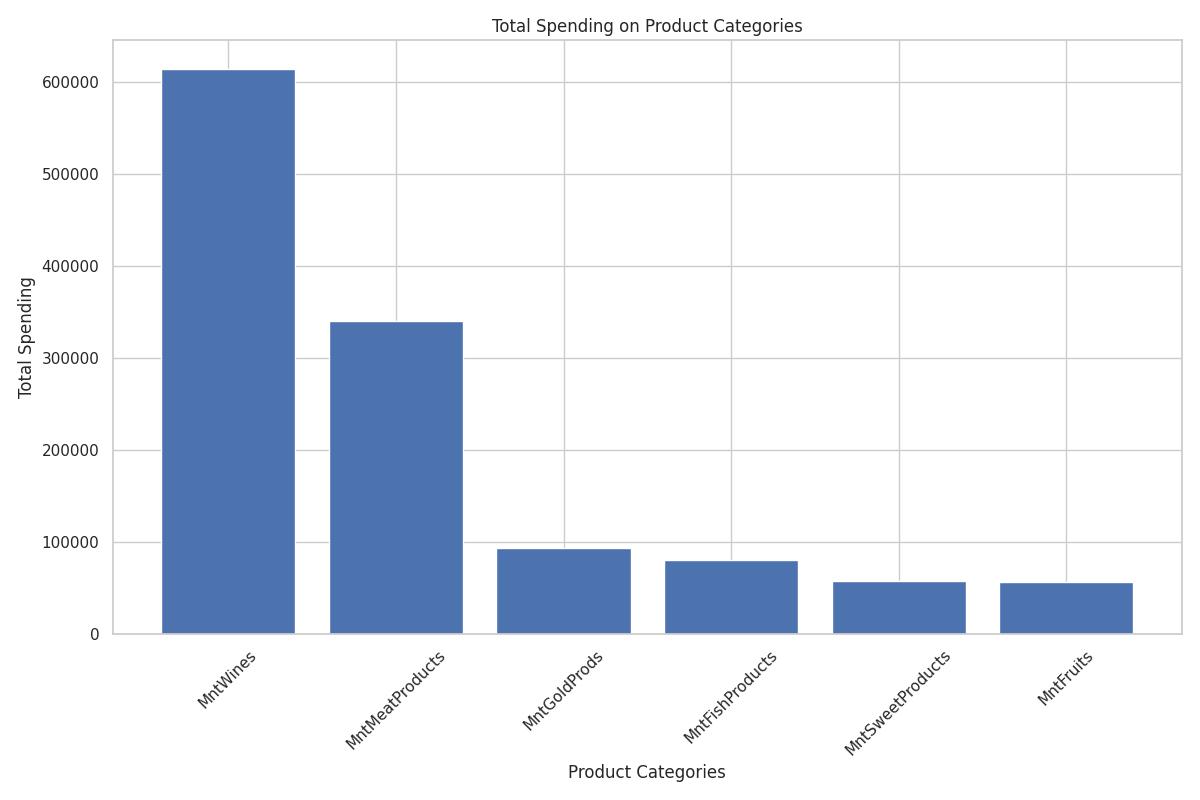 Total Spending on Product Categories
600000
500000
400000
300000
200000
100000
0
Total Spending
MntWines
MntMeatProducts
MntGoldProds
MntFishProducts
MntSweetProducts
MntFruits
Product Categories